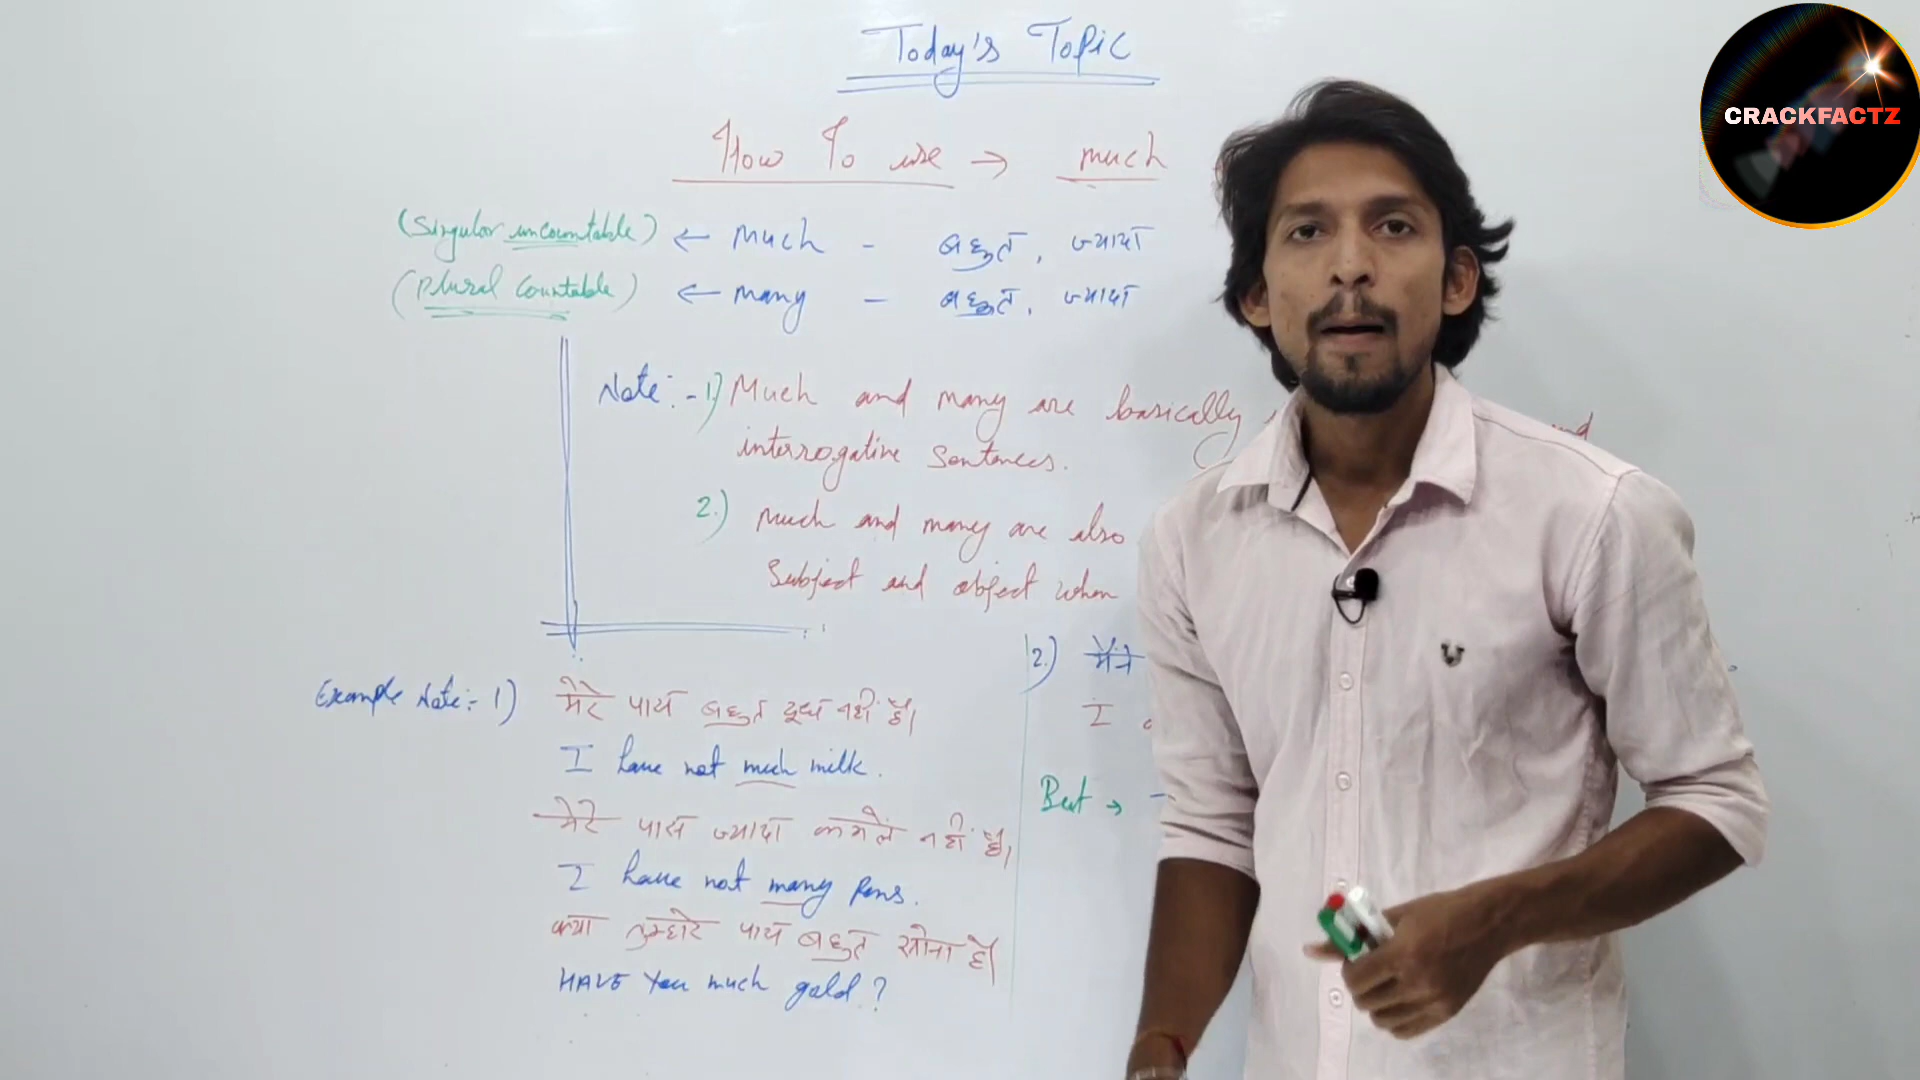 Today's Topic
CRACKFACTZ
How To use → much
(Singular uncountable) ← Much - बहुत, ज्यादा
(Plural Countable) ← many - बहुत, ज्यादा
Note:- 1) Much and many are basically
interrogative Sentences.
2.) much and many are also
Subject and object when
Example Note:- 1) मेरे पास बहुत दूध नहीं है।
I have not much milk.
मेरे पास ज्यादा कलमें नहीं हैं।
I have not many Pens.
क्या तुम्हारे पास बहुत सोना है।
HAVE You much gold?
2.) मैंने
I
But →